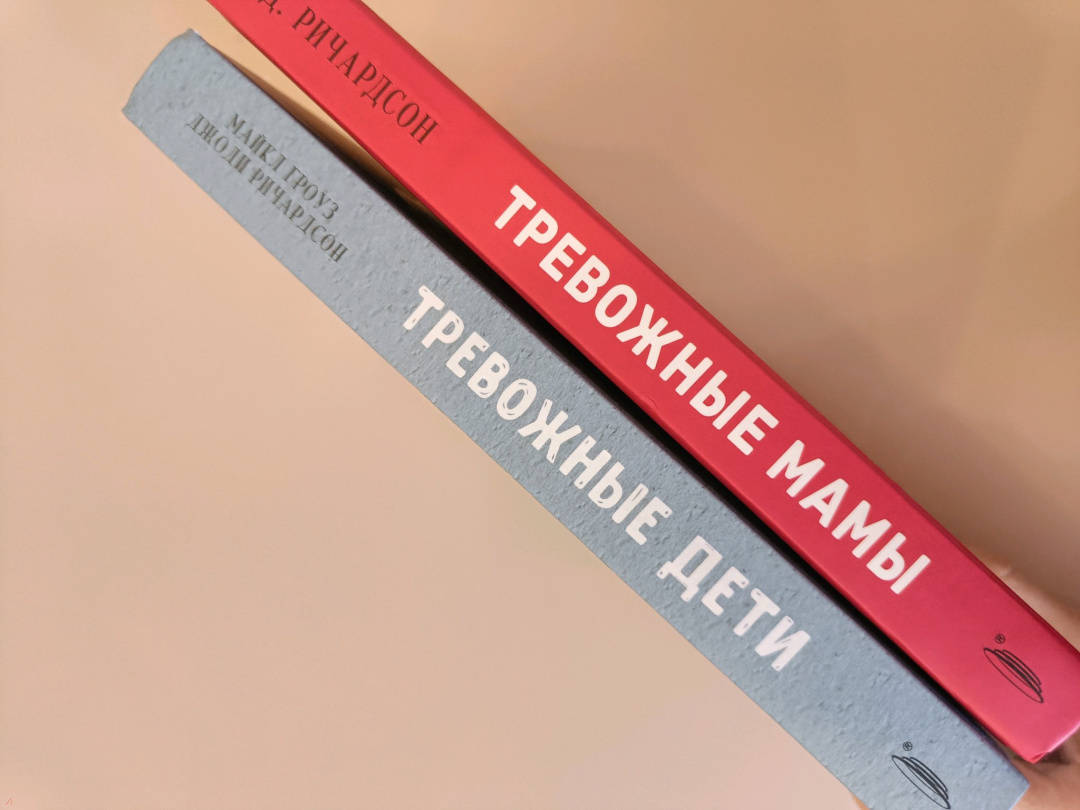 Д. РИЧАРДСОН
ТРЕВОЖНЫЕ МАМЫ
®
МАЙКЛ ГРОУЗ
ДЖОДИ РИЧАРДСОН
ТРЕВОЖНЫЕ ДЕТИ
®